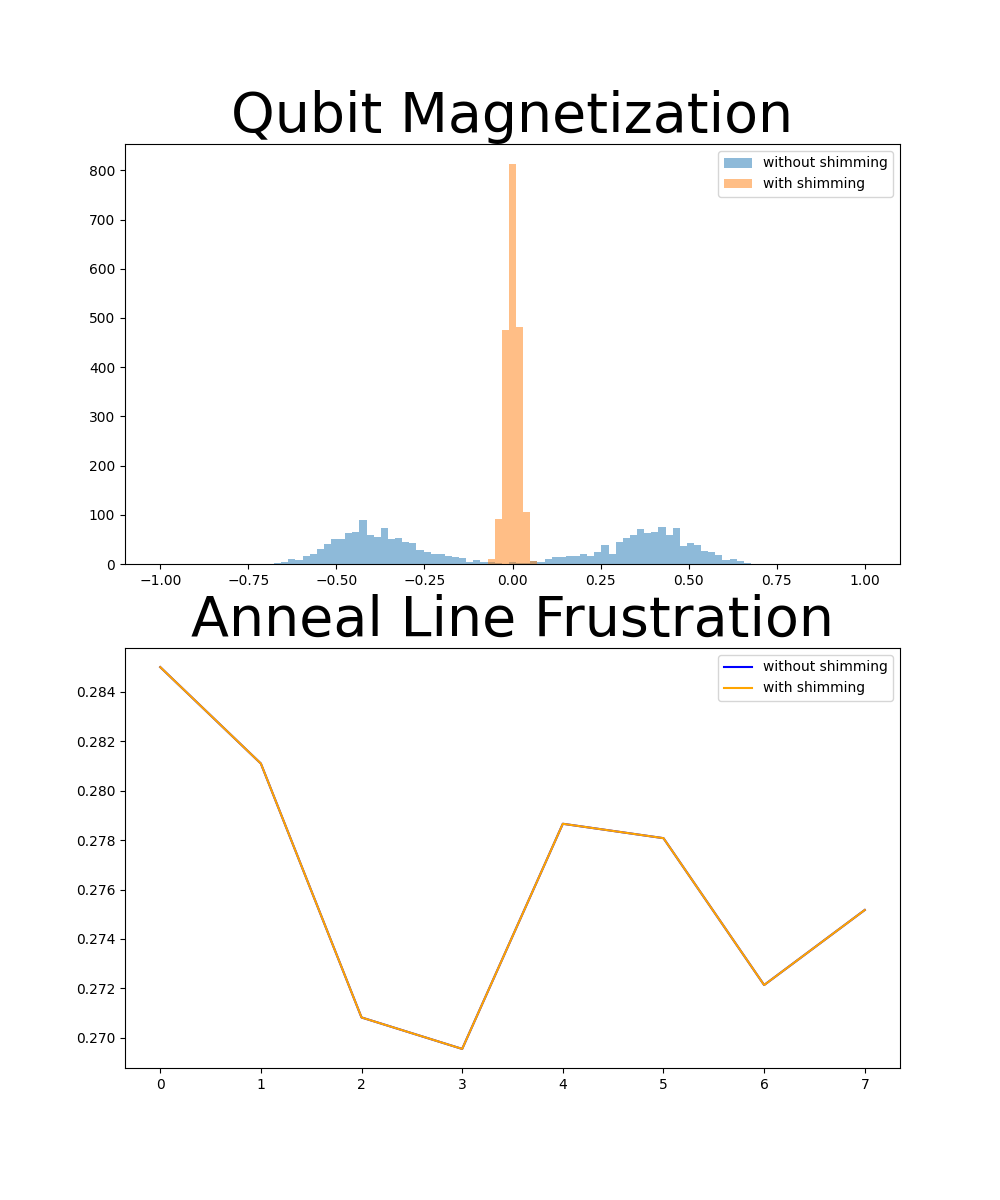 Qubit Magnetization
without shimming
with shimming
800
700
600
500
400
300
200
100
0
−1.00 −0.75 −0.50 −0.25 0.00 0.25 0.50 0.75 1.00
Anneal Line Frustration
without shimming
with shimming
0.284
0.282
0.280
0.278
0.276
0.274
0.272
0.270
0 1 2 3 4 5 6 7